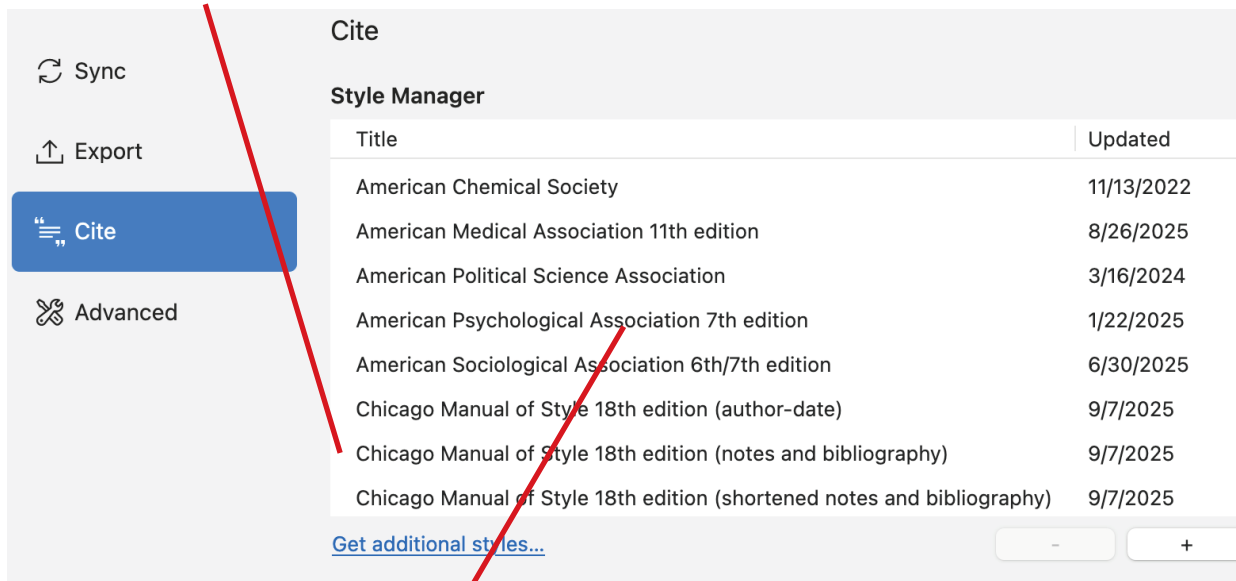 Cite
Sync
Style Manager
Title Updated
Export
American Chemical Society 11/13/2022
Cite
American Medical Association 11th edition 8/26/2025
American Political Science Association 3/16/2024
Advanced
American Psychological Association 7th edition 1/22/2025
American Sociological Association 6th/7th edition 6/30/2025
Chicago Manual of Style 18th edition (author-date) 9/7/2025
Chicago Manual of Style 18th edition (notes and bibliography) 9/7/2025
Chicago Manual of Style 18th edition (shortened notes and bibliography) 9/7/2025
Get additional styles... - +